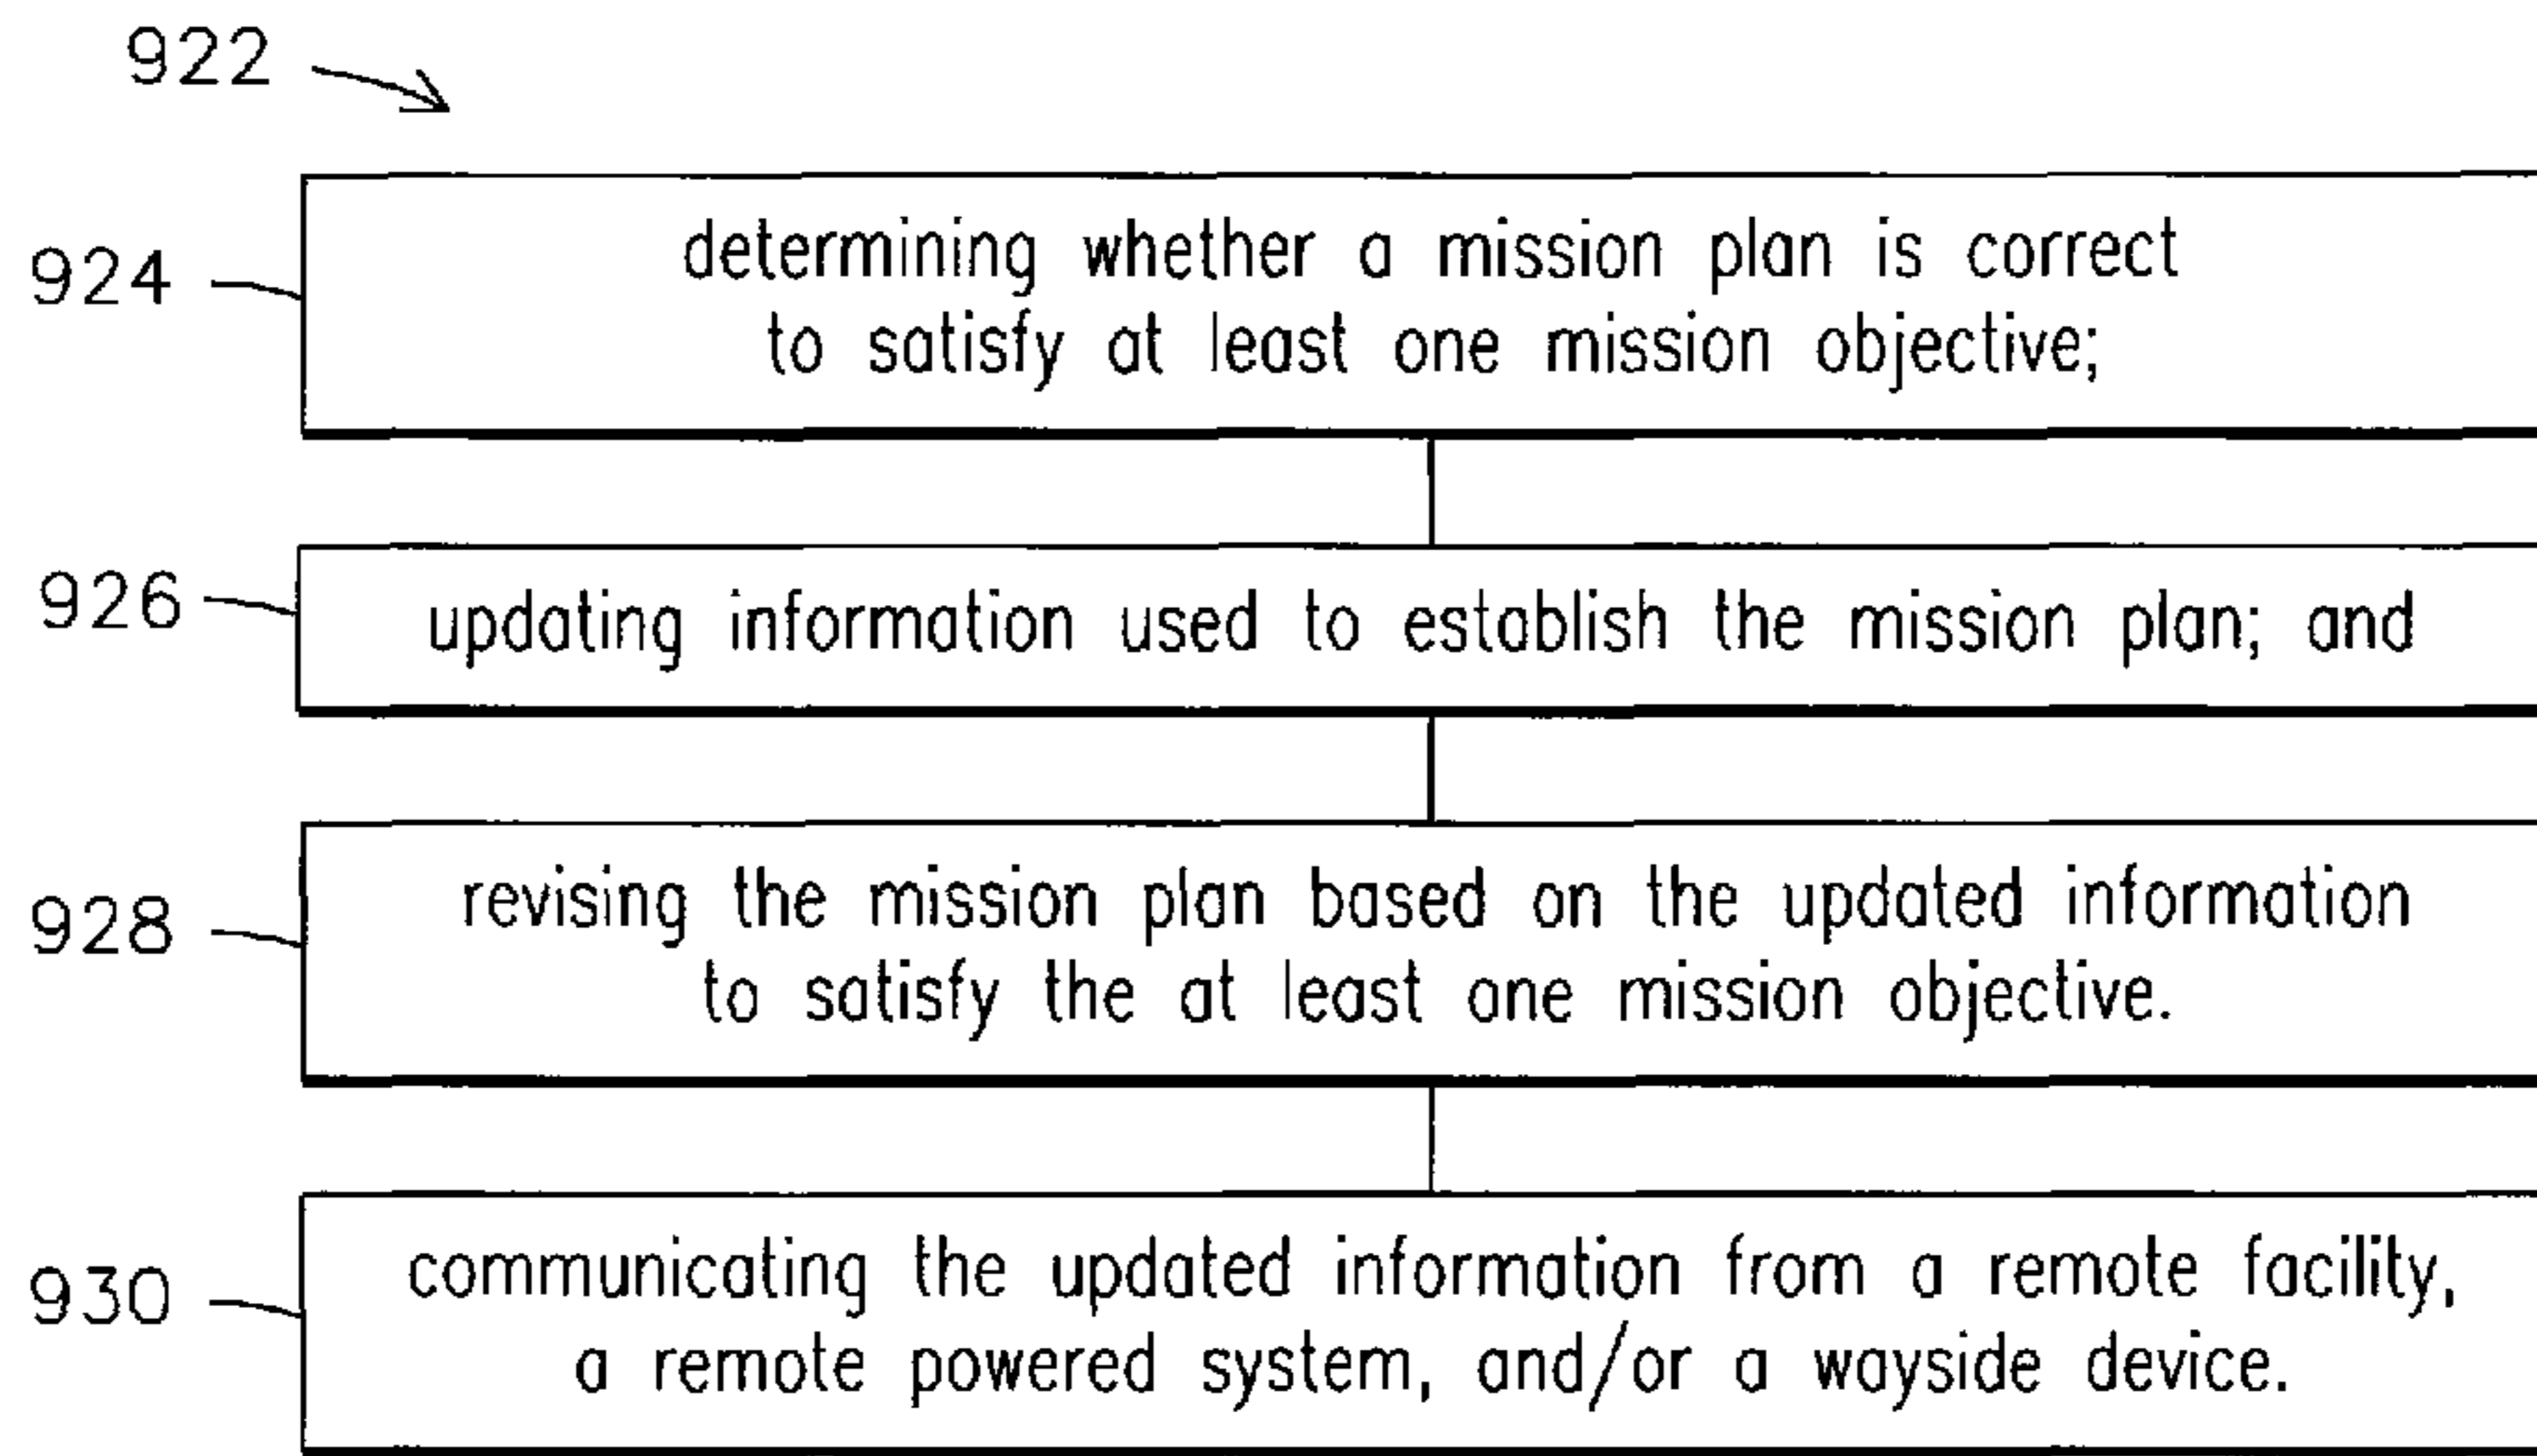 922
924
determining whether a mission plan is correct
to satisfy at least one mission objective;
926
updating information used to establish the mission plan; and
928
revising the mission plan based on the updated information
to satisfy the at least one mission objective.
930
communicating the updated information from a remote facility,
a remote powered system, and/or a wayside device.